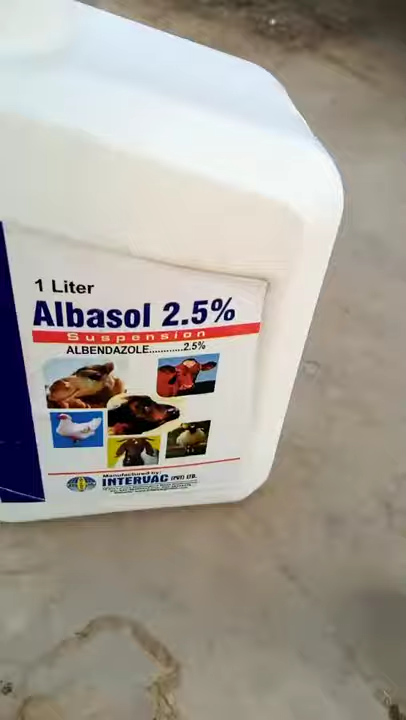 1 Liter
Albasol 2.5%
Suspension
ALBENDAZOLE............2.5%
Manufactured by:
INTERVAC (PVT) LTD.